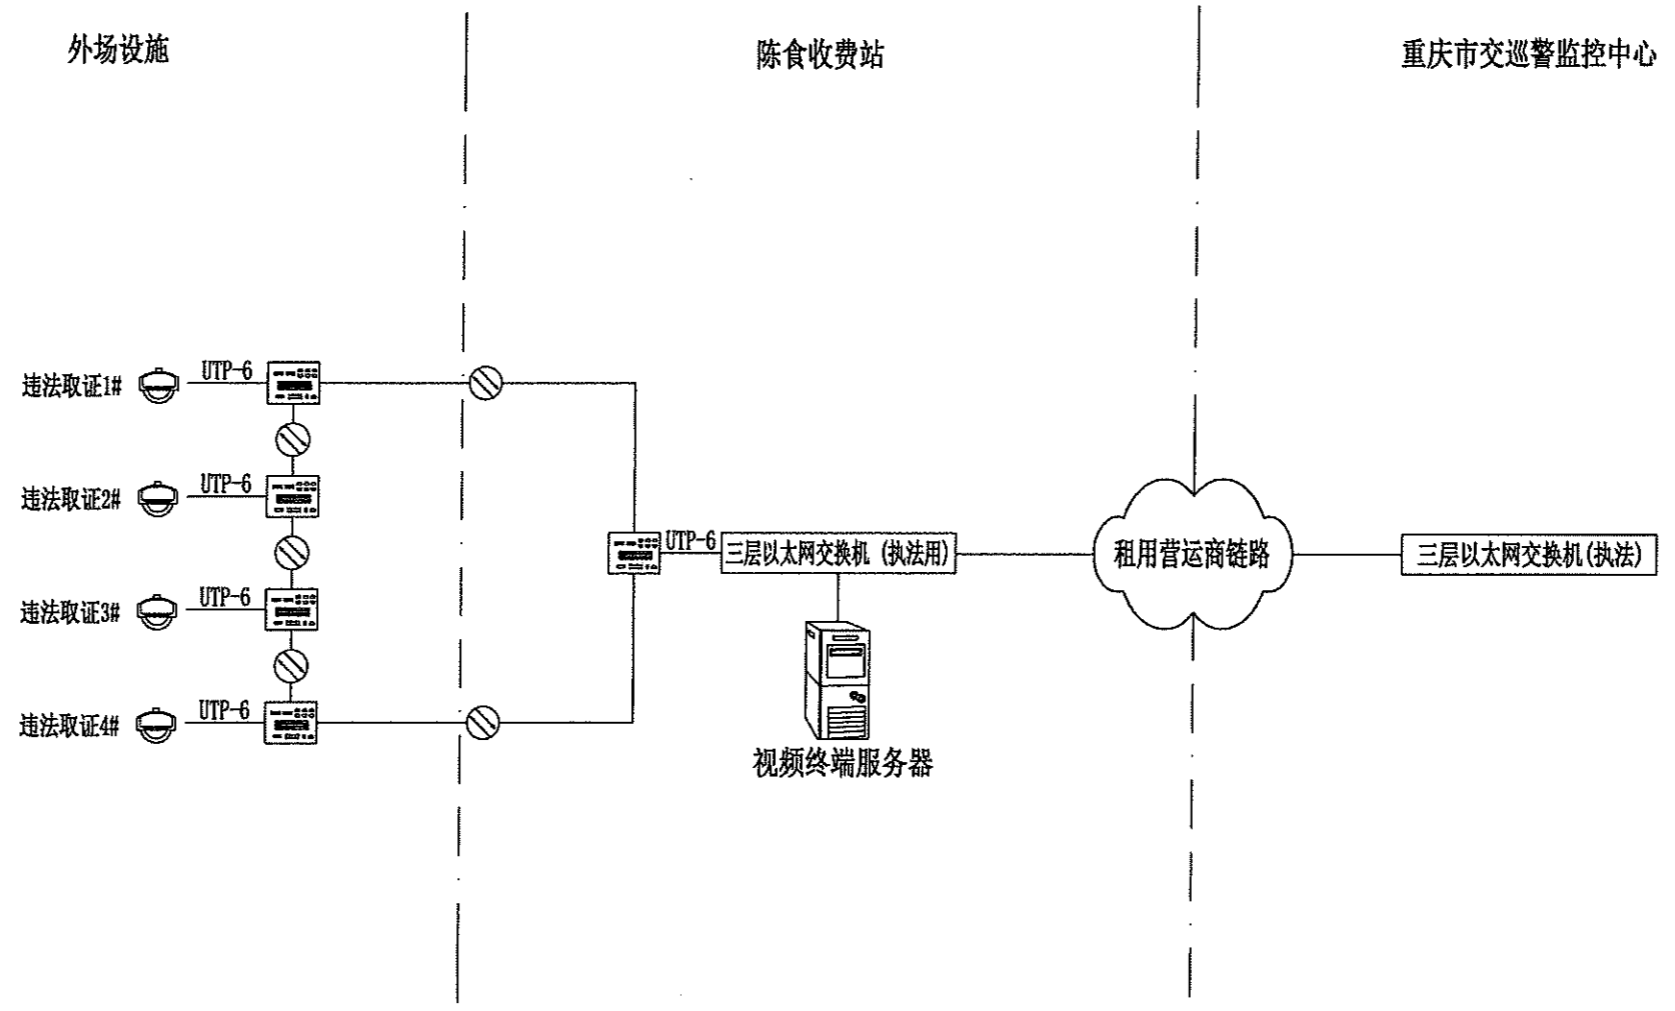 外场设施
陈食收费站
重庆市交巡警监控中心
违法取证1#
UTP-6
违法取证2#
UTP-6
UTP-6
三层以太网交换机(执法用)
租用营运商链路
三层以太网交换机(执法)
违法取证3#
UTP-6
违法取证4#
UTP-6
视频终端服务器